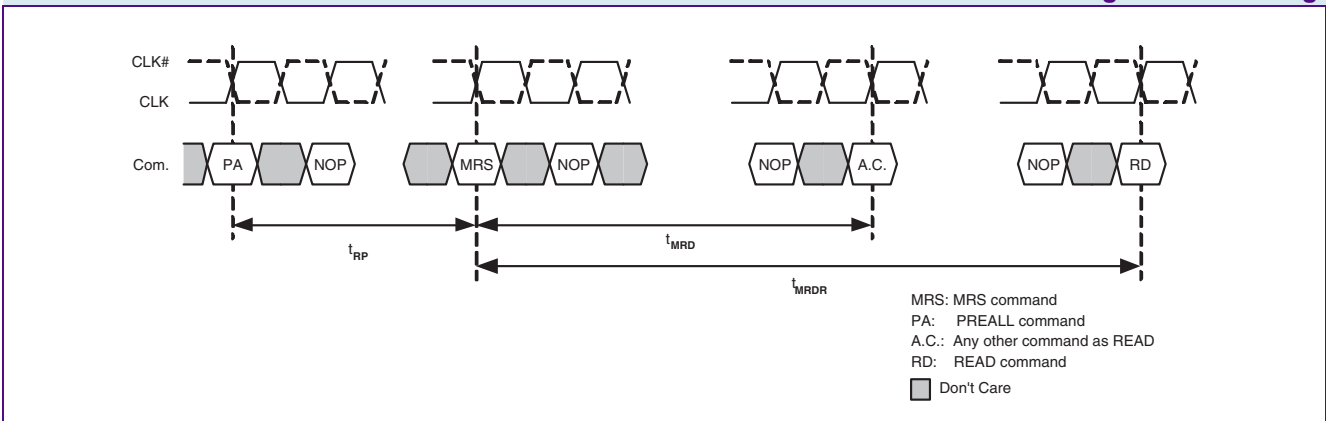 CLK#
CLK
Com. PA NOP MRS NOP NOP A.C. NOP RD
tRP
tMRD
tMRDR
MRS: MRS command
PA: PREALL command
A.C.: Any other command as READ
RD: READ command
Don't Care